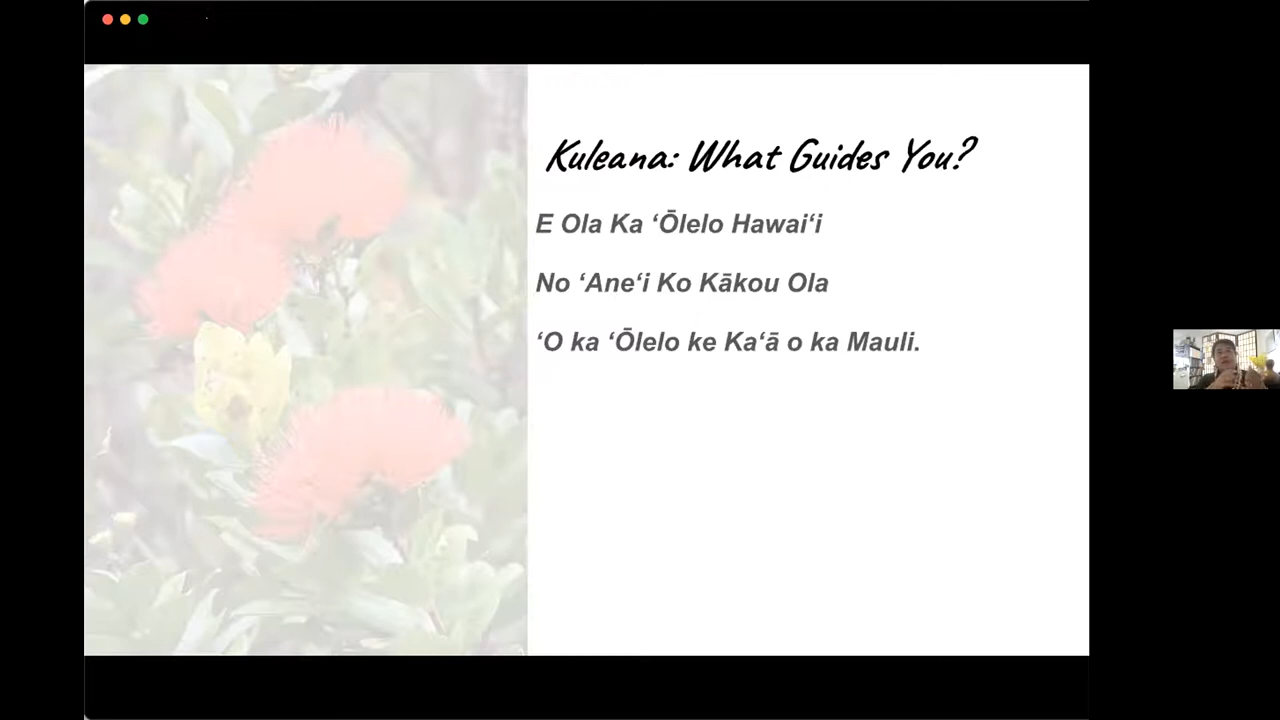 Kuleana: What Guides You?
E Ola Ka ʻŌlelo Hawaiʻi
No ʻAneʻi Ko Kākou Ola
ʻO ka ʻŌlelo ke Kaʻā o ka Mauli.